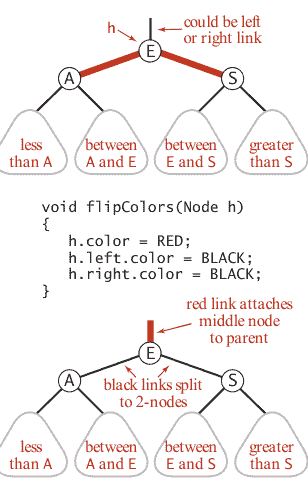 h
could be left
or right link
E
A
S
less
than A
between
A and E
between
E and S
greater
than S
void flipColors(Node h)
{
h.color = RED;
h.left.color = BLACK;
h.right.color = BLACK;
}
red link attaches
middle node
to parent
E
A
black links split
to 2-nodes
S
less
than A
between
A and E
between
E and S
greater
than S